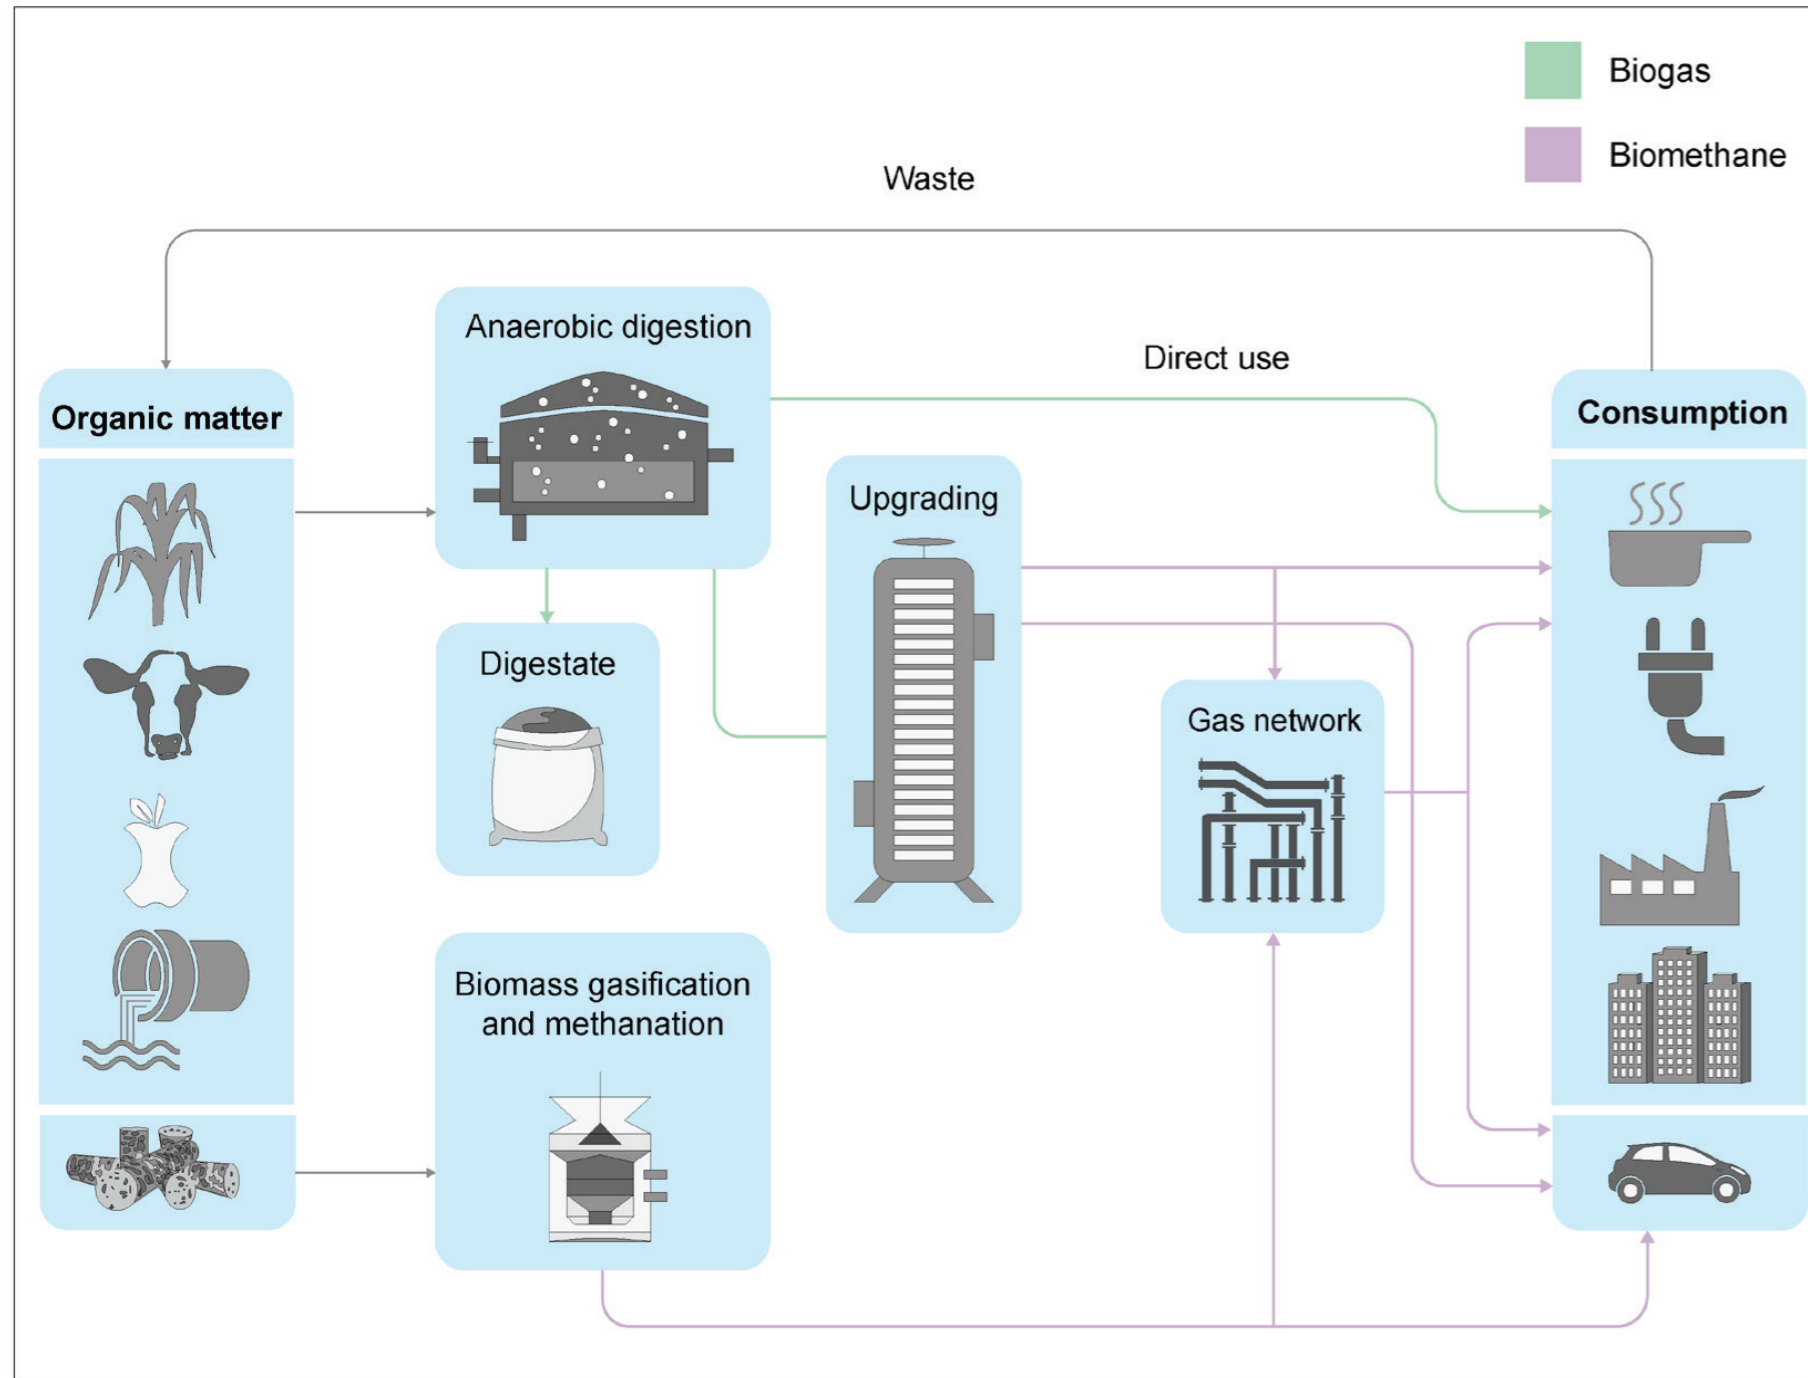 Biogas
Biomethane
Waste
Anaerobic digestion
Direct use
Organic matter
Consumption
Upgrading
Digestate
Gas network
Biomass gasification
and methanation